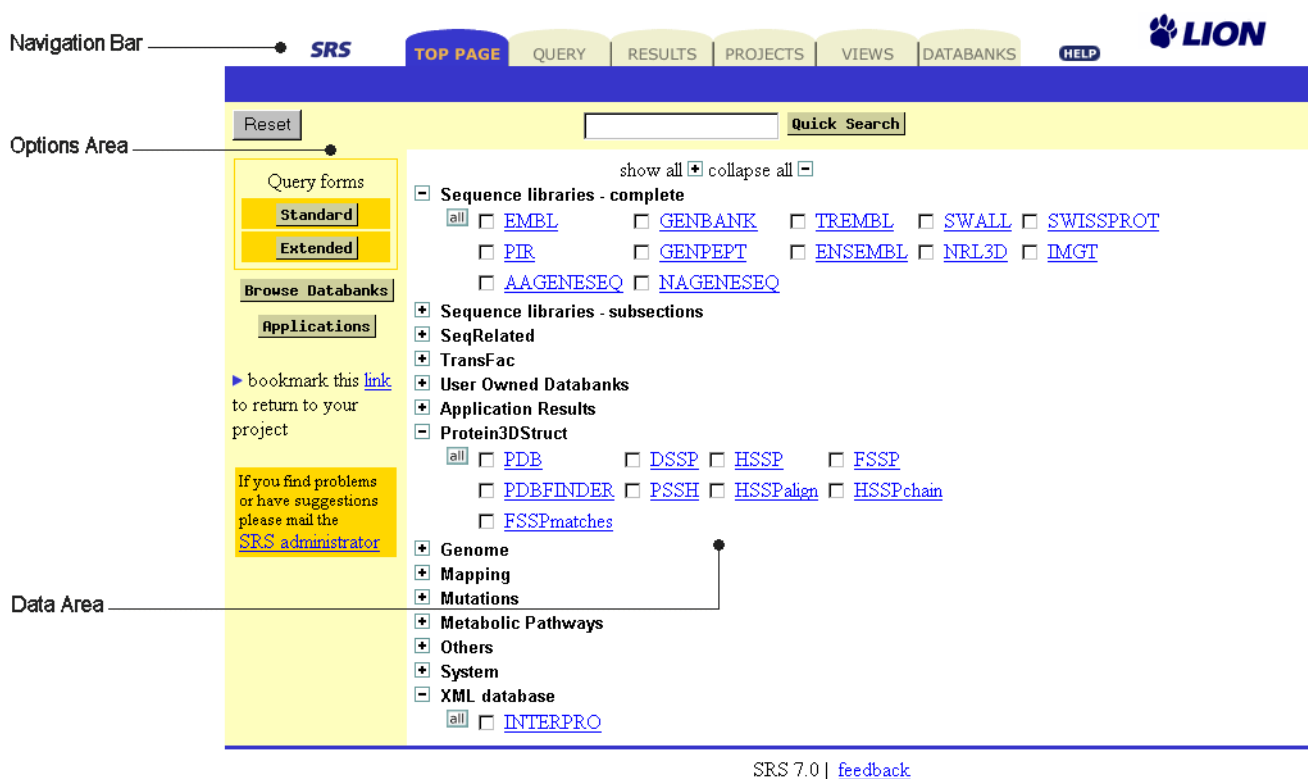 Navigation Bar
SRS TOP PAGE QUERY RESULTS PROJECTS VIEWS DATABANKS HELP LION
Reset Quick Search
Options Area
show all collapse all
Query forms
Standard
Extended
Browse Databanks
Applications
bookmark this link
to return to your
project
If you find problems
or have suggestions
please mail the
SRS administrator
Sequence libraries - complete
all EMBL GENBANK TREMBL SWALL SWISSPROT
PIR GENPEPT ENSEMBL NRL3D IMGT
AAGENESEQ NAGENESEQ
Sequence libraries - subsections
SeqRelated
TransFac
User Owned Databanks
Application Results
Protein3DStruct
all PDB DSSP HSSP FSSP
PDBFINDER PSSH HSSPalign HSSPchain
FSSPmatches
Genome
Mapping
Data Area
Mutations
Metabolic Pathways
Others
System
XML database
all INTERPRO
SRS 7.0 | feedback